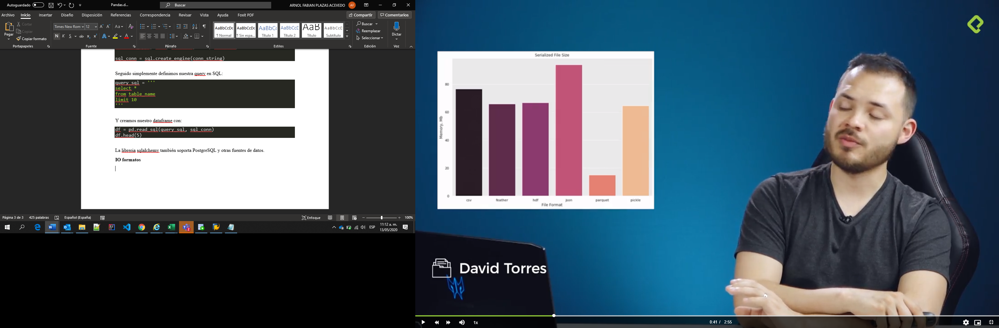 Autoguardado
Pandas.d...
Buscar
ARNOL FABIAN PLAZAS ACEVEDO
AF
Archivo
Inicio
Insertar
Diseño
Disposición
Referencias
Correspondencia
Revisar
Vista
Ayuda
Foxit PDF
Compartir
Comentarios
Pegar
Cortar
Copiar
Copiar formato
Portapapeles
Times New Rom
12
Fuente
Párrafo
AaBbCcDc
¶ Normal
AaBbCcDc
¶ Sin espa...
AaBbCc
Título 1
AaBbCcE
Título 2
AaB
Título
AaBbCcD
Subtítulo
Estilos
Buscar
Reemplazar
Seleccionar
Edición
Dictar
Voz
sql_conn = sql.create_engine(conn_string)
Seguido simplemente definimos nuestra query en SQL:
query_sql = '''
select *
from table_name
limit 10
'''
Y creamos nuestro dataframe con:
df = pd.read_sql(query_sql, sql_conn)
df.head(5)
La libreria sqlalchemy también soporta PostgreSQL y otras fuentes de datos.
IO formatos
Página 3 de 3
425 palabras
Español (España)
Enfoque
100%
ESP
11:12 a. m.
13/05/2020
Serialized File Size
Memory, Mb
80
60
40
20
0
csv
feather
hdf
json
parquet
pickle
File Format
David Torres
1x
0:41 / 2:55